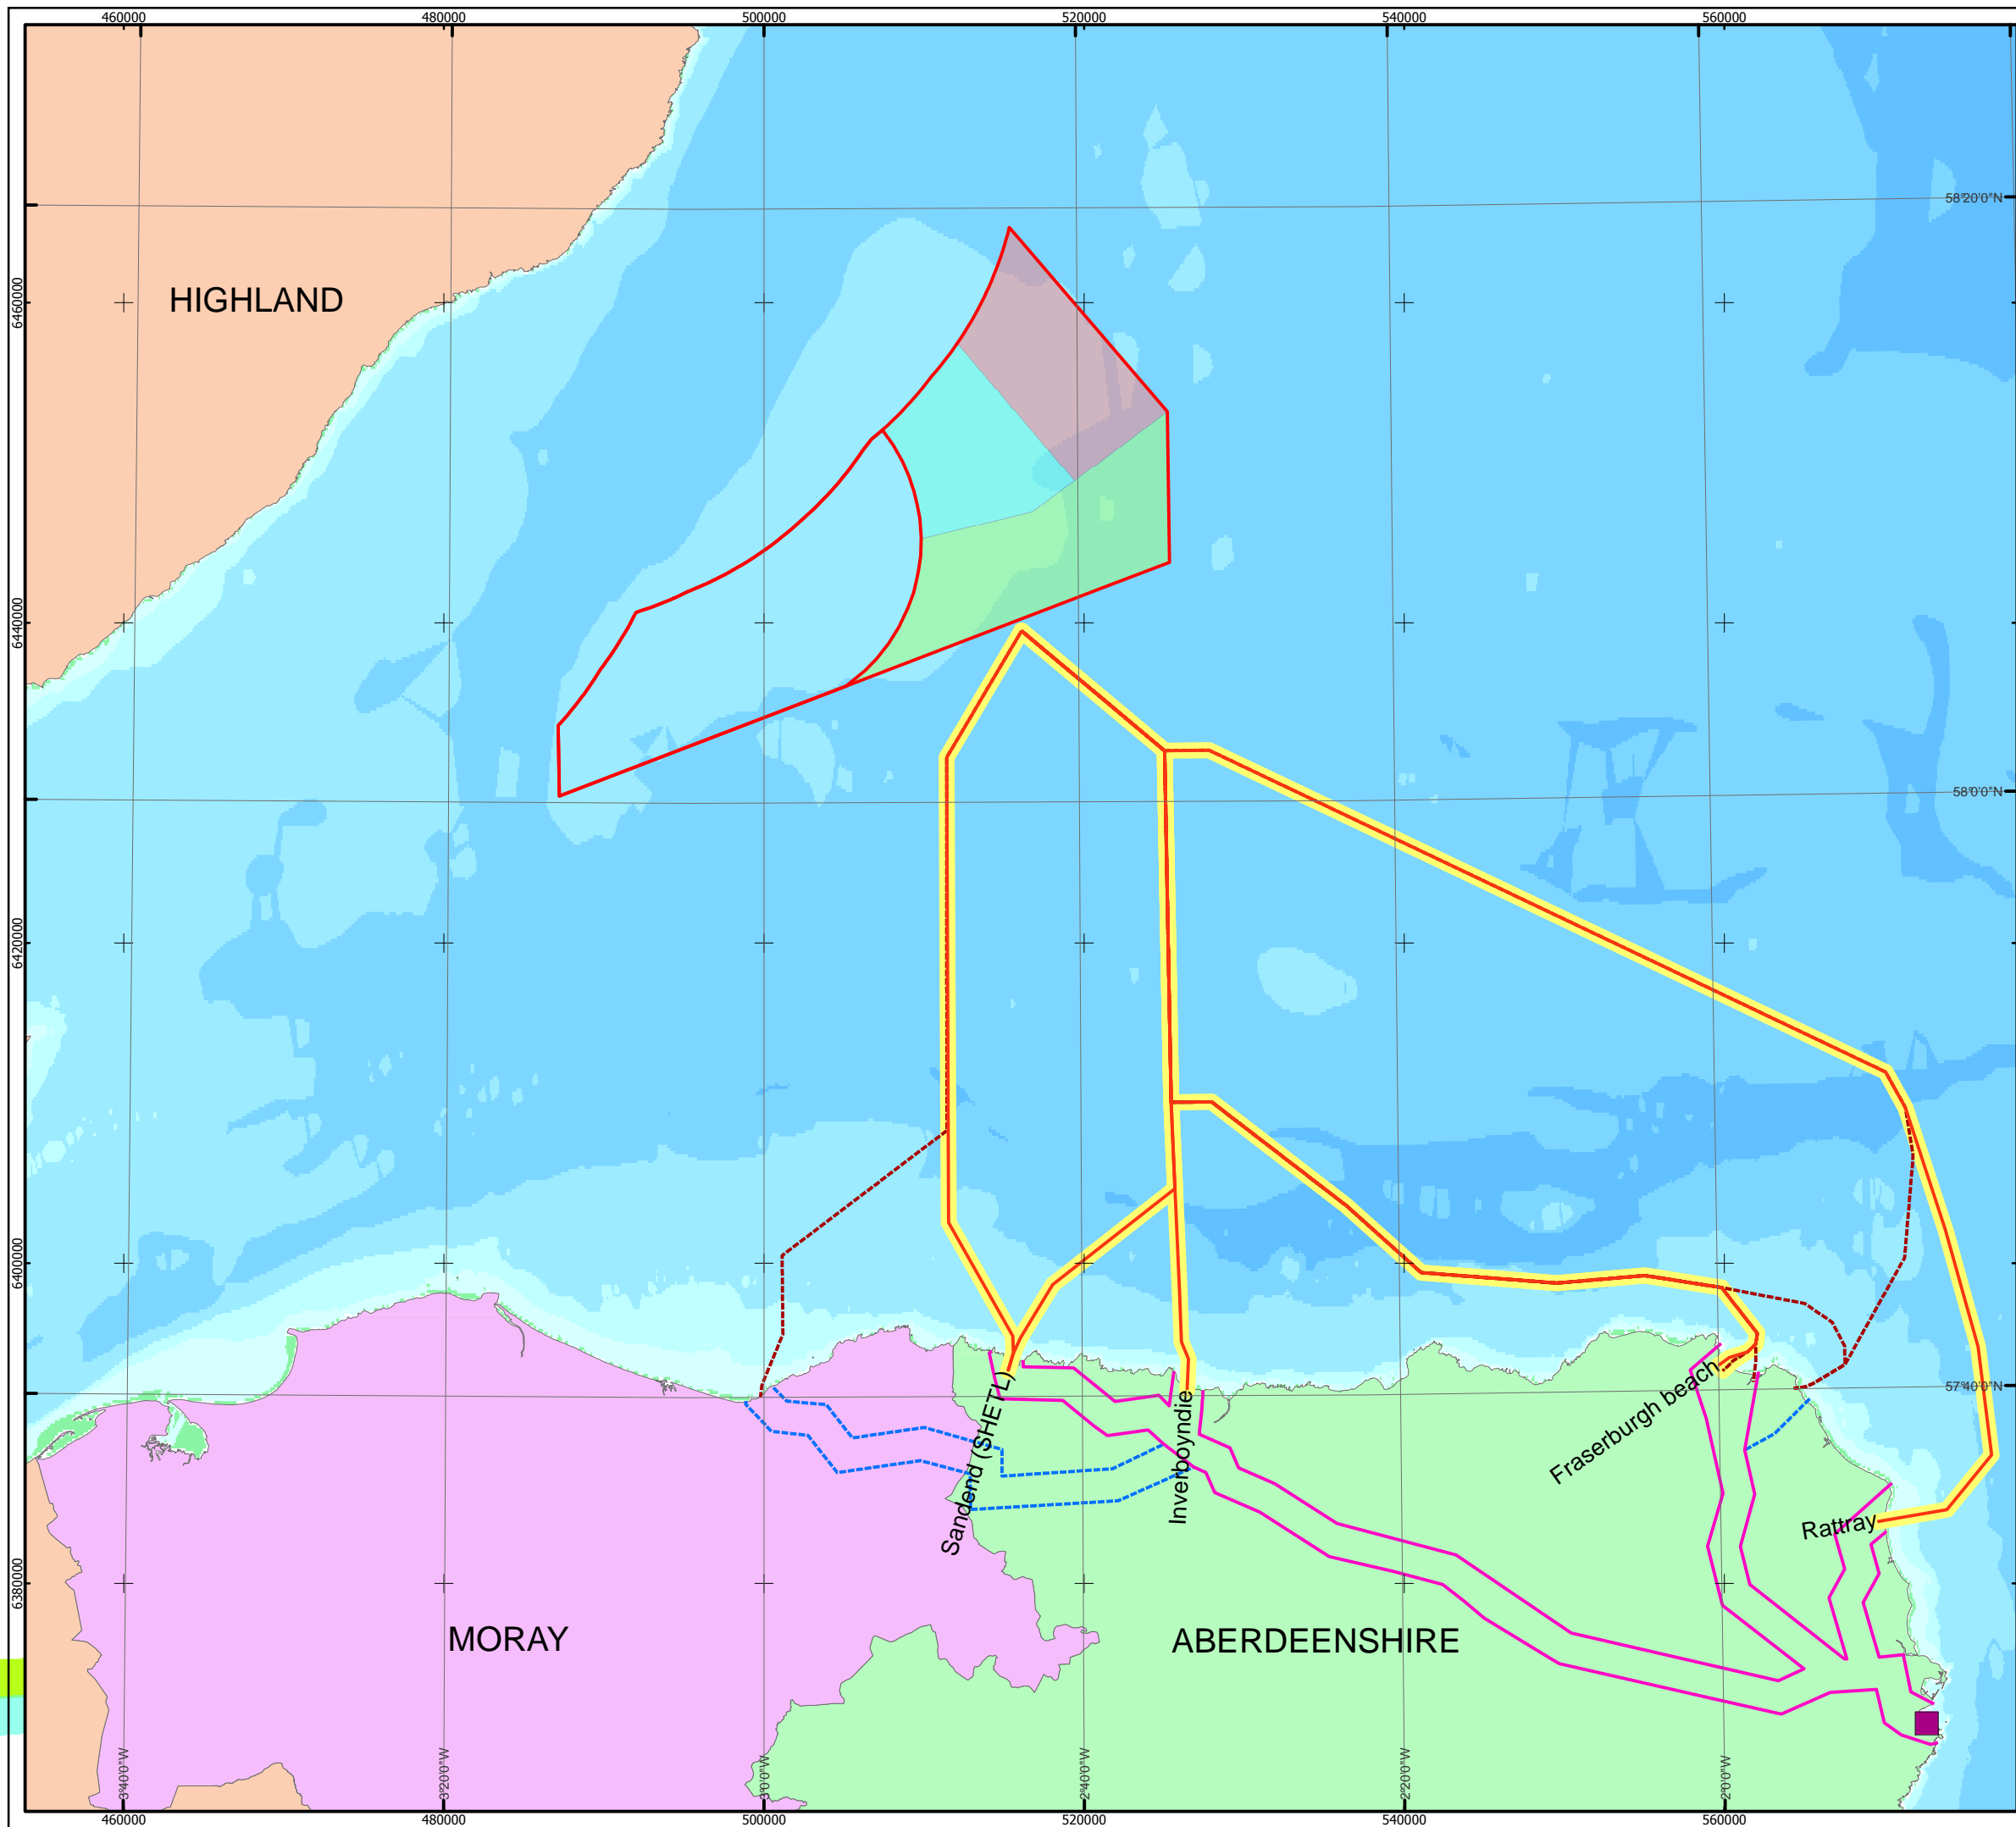 460000 480000 500000 520000 540000 560000
58°20'0"N
6460000
HIGHLAND
6440000
58°0'0"N
6420000
6400000
57°40'0"N
Sandend (SHETL)
Inverboyndie
Fraserburgh beach
Rattray
6380000
MORAY
ABERDEENSHIRE
3°40'0"W 3°20'0"W 3°0'0"W 2°40'0"W 2°20'0"W 2°0'0"W
460000 480000 500000 520000 540000 560000